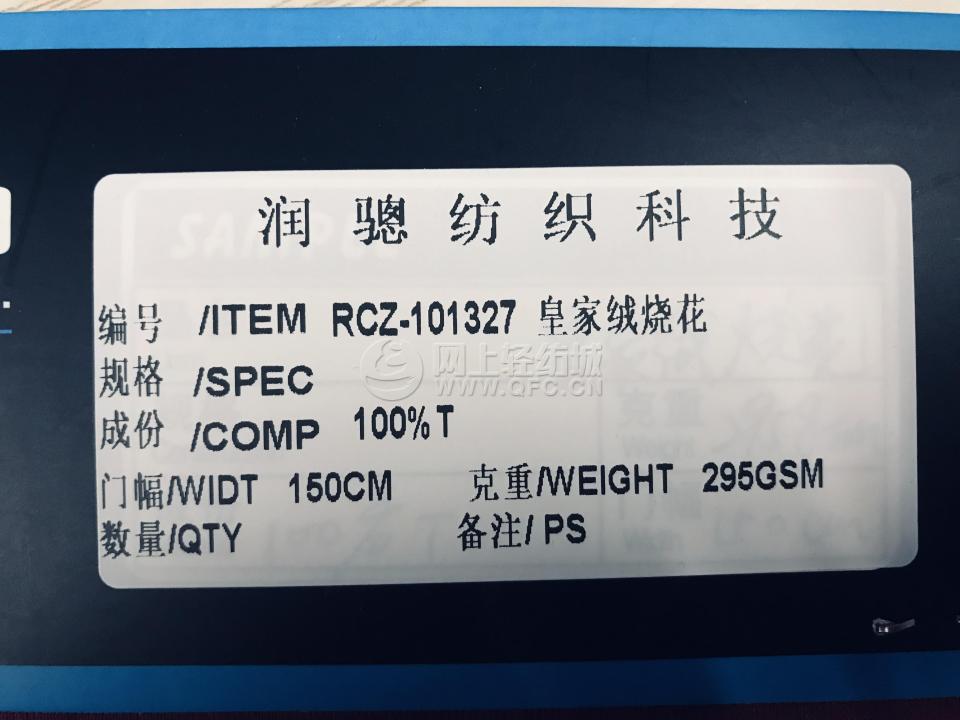 润骢纺织科技
编号 /ITEM RCZ-101327 皇家绒烧花
网上轻纺城
WWW.QFC.CN
规格 /SPEC
成份 /COMP 100%T
门幅/WIDT 150CM 克重/WEIGHT 295GSM
数量/QTY 备注/ PS